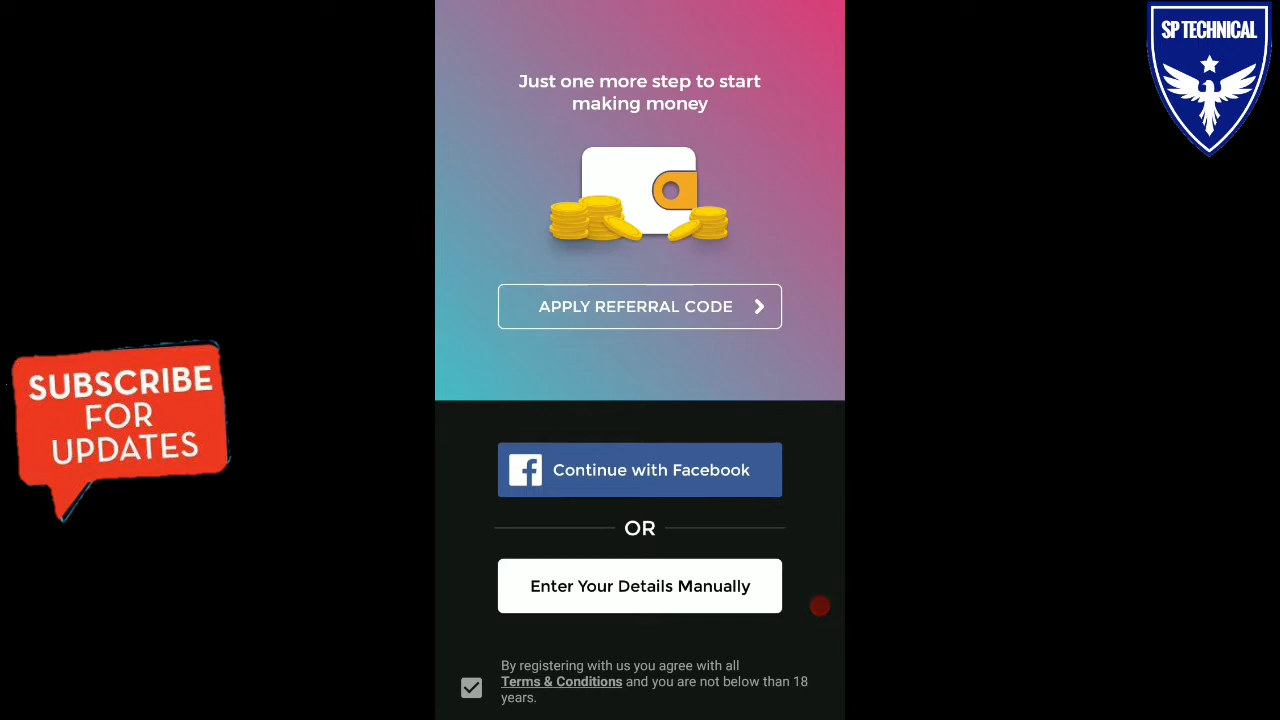 SP TECHNICAL
Just one more step to start
making money
APPLY REFERRAL CODE
SUBSCRIBE
FOR
UPDATES
Continue with Facebook
OR
Enter Your Details Manually
By registering with us you agree with all
Terms & Conditions and you are not below than 18
years.